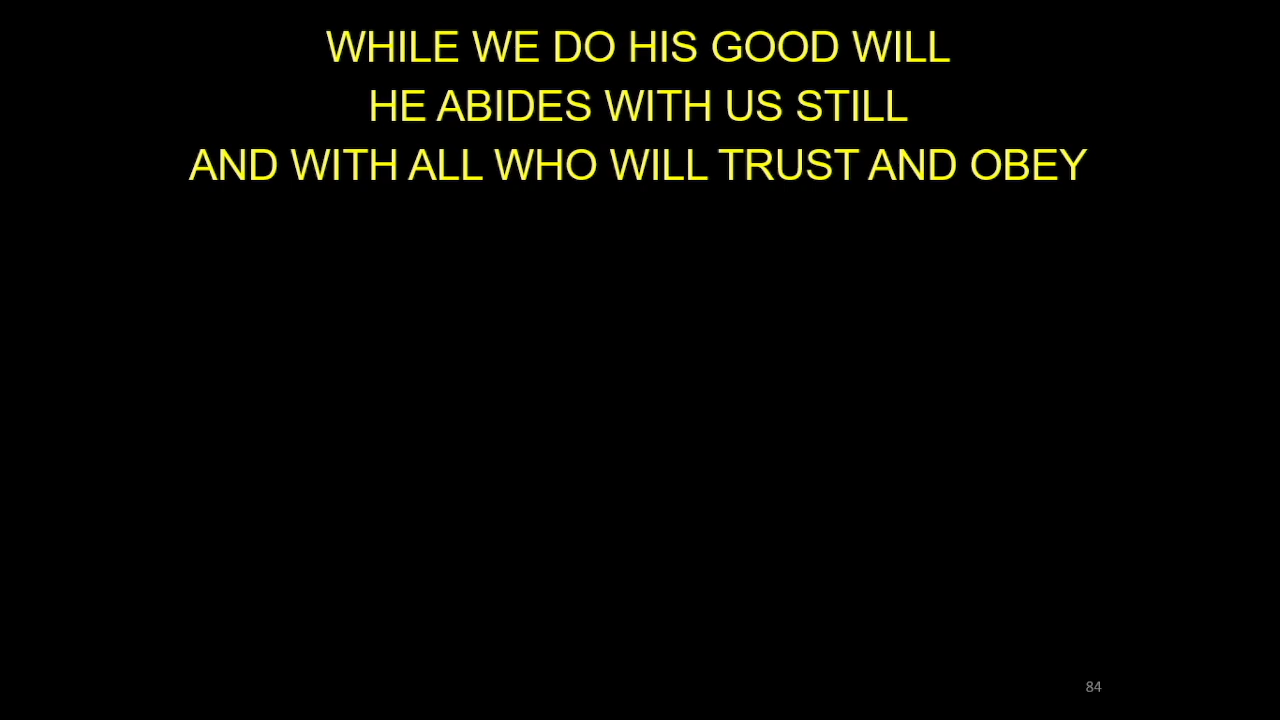 WHILE WE DO HIS GOOD WILL
HE ABIDES WITH US STILL
AND WITH ALL WHO WILL TRUST AND OBEY
84